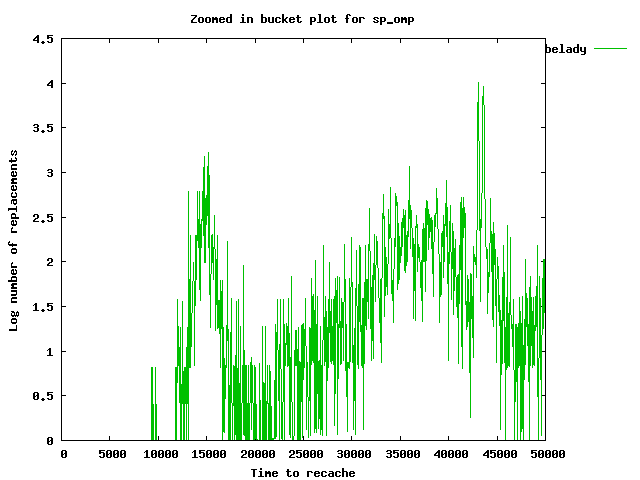 Zoomed in bucket plot for sp_omp
belady
4.5
4
3.5
3
2.5
2
1.5
1
0.5
0
Log number of replacements
0 5000 10000 15000 20000 25000 30000 35000 40000 45000 50000
Time to recache